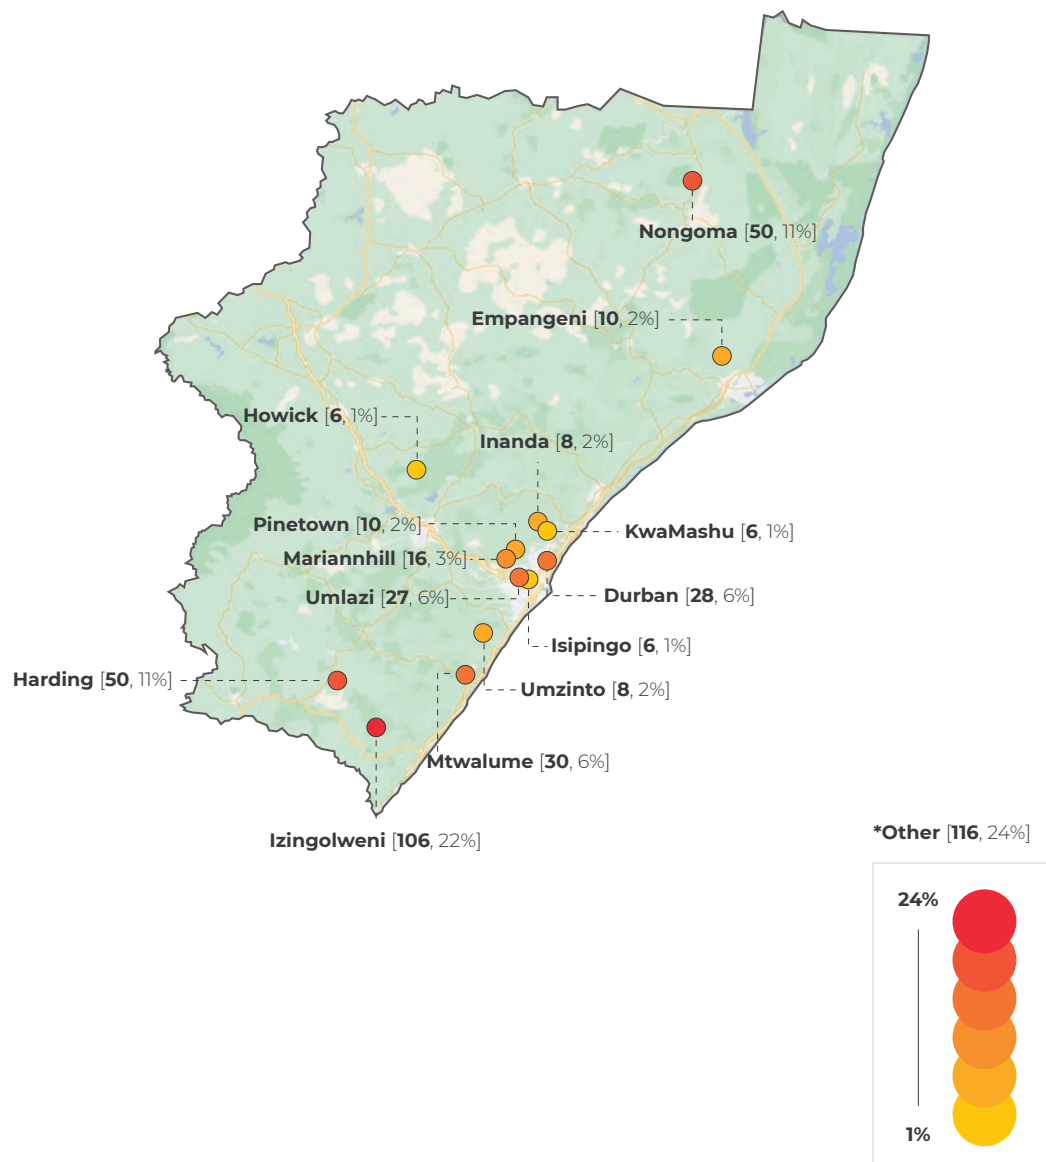 Nongoma [50, 11%]
Empangeni [10, 2%]
Howick [6, 1%]
Inanda [8, 2%]
Pinetown [10, 2%]
KwaMashu [6, 1%]
Mariannhill [16, 3%]
Umlazi [27, 6%]
Durban [28, 6%]
Isipingo [6, 1%]
Harding [50, 11%]
Umzinto [8, 2%]
Mtwalume [30, 6%]
Izingolweni [106, 22%]
*Other [116, 24%]
24%
1%